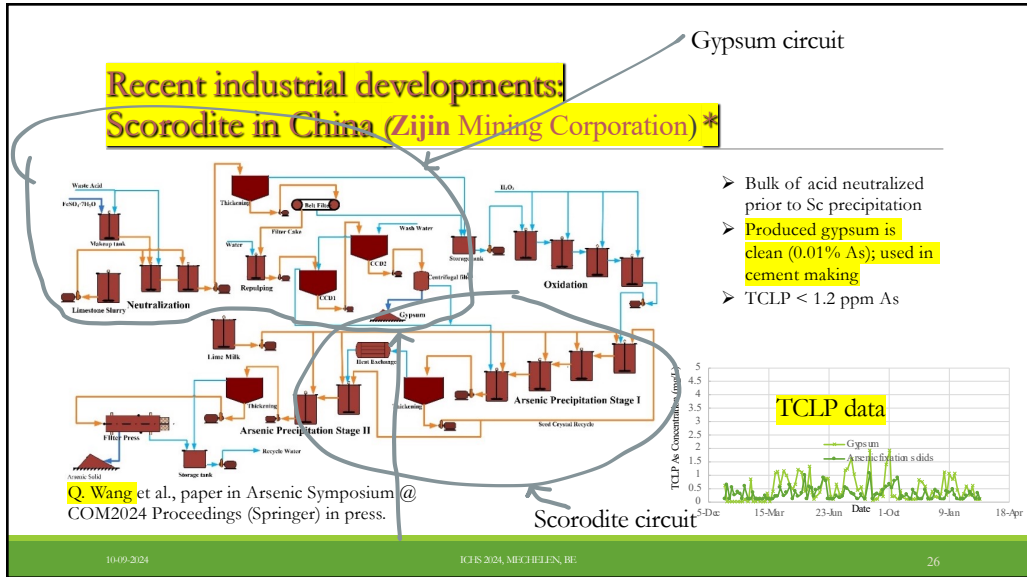 Gypsum circuit
Recent industrial developments:
Scorodite in China (Zijin Mining Corporation) *
Waste Acid
FeSO₄·7H₂O
Makeup tank
Limestone Slurry
Neutralization
Thickening
Belt Filter
Filter Cake
Water
Repulping
Wash Water
CCD2
CCD1
Centrifugal filter
Gypsum
Storage tank
H₂O₂
Oxidation
Lime Milk
Heat Exchange
Thickening
Arsenic Precipitation Stage I
Seed Crystal Recycle
Thickening
Arsenic Precipitation Stage II
Filter Press
Arsenic Solid
Storage tank
Recycle Water
➢ Bulk of acid neutralized
prior to Sc precipitation
➢ Produced gypsum is
clean (0.01% As); used in
cement making
➢ TCLP < 1.2 ppm As
TCLP As Concentration (mg/L)
5
4.5
4
3.5
3
2.5
2
1.5
1
0.5
0
TCLP data
Gypsum
Arsenic fixation solids
5-Dec 15-Mar 23-Jun 1-Oct 9-Jan 18-Apr
Date
Q. Wang et al., paper in Arsenic Symposium @
COM2024 Proceedings (Springer) in press.
Scorodite circuit
10-09-2024
ICHS 2024, MECHELEN, BE
26